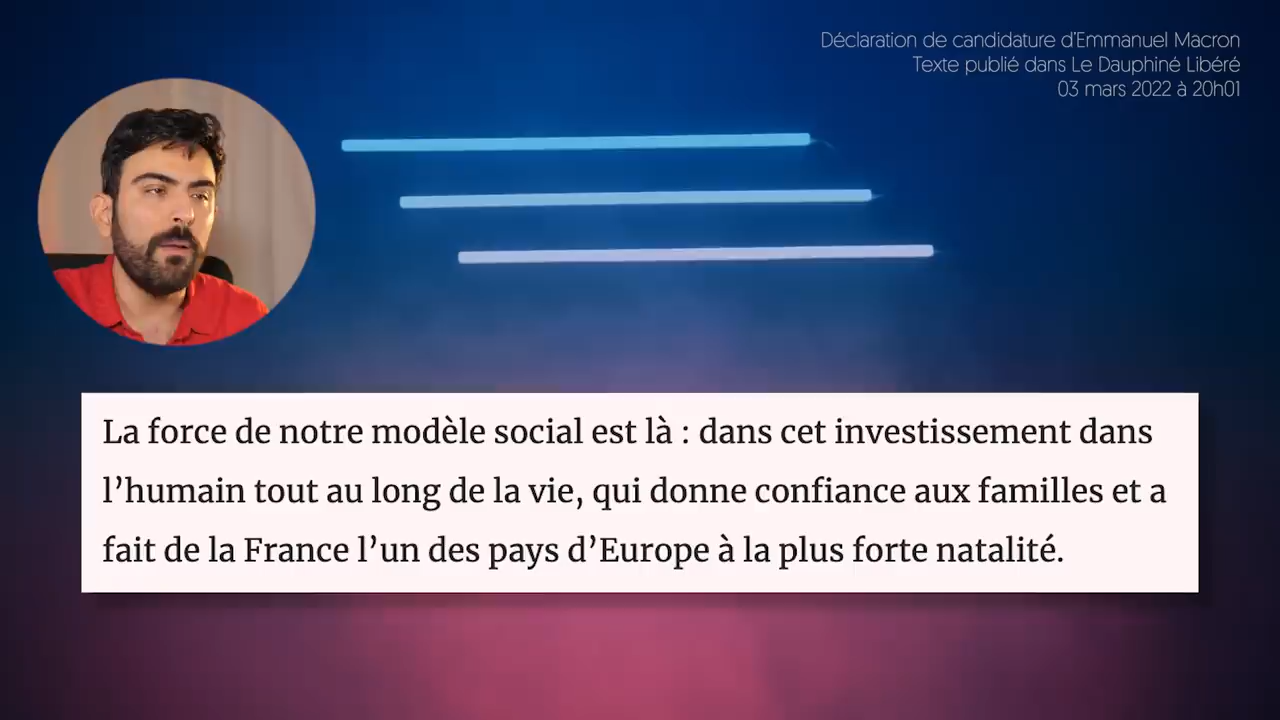 Déclaration de candidature d'Emmanuel Macron
Texte publié dans Le Dauphiné Libéré
03 mars 2022 à 20h01
La force de notre modèle social est là : dans cet investissement dans
l’humain tout au long de la vie, qui donne confiance aux familles et a
fait de la France l’un des pays d’Europe à la plus forte natalité.